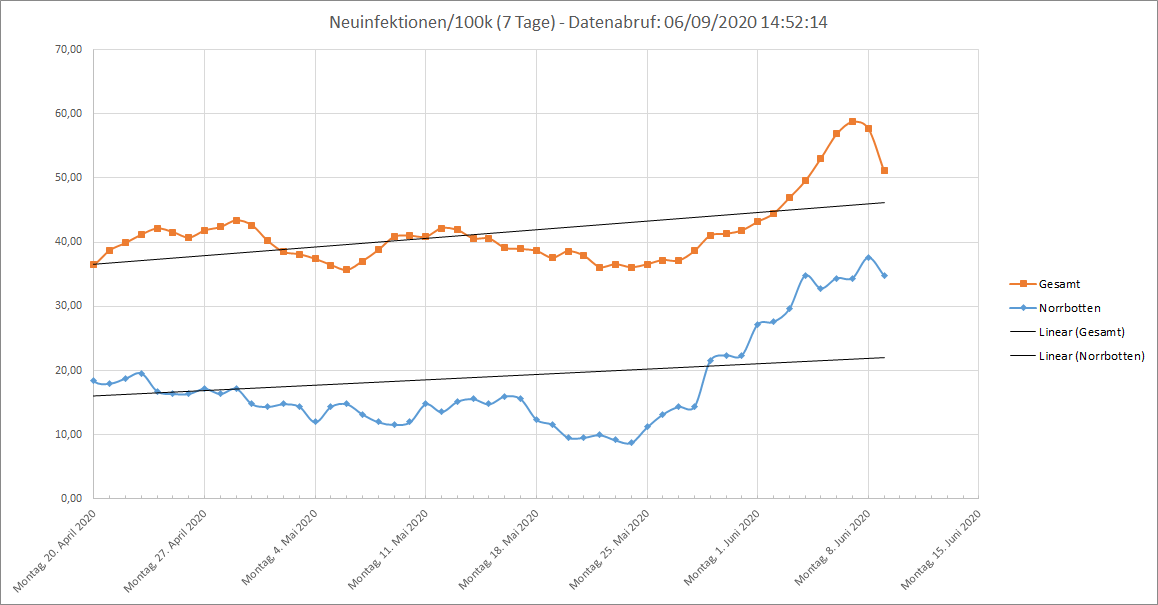 Neuinfektionen/100k (7 Tage) - Datenabruf: 06/09/2020 14:52:14
70,00
60,00
50,00
40,00
30,00
20,00
10,00
0,00
Gesamt
Norrbotten
Linear (Gesamt)
Linear (Norrbotten)
Montag, 20. April 2020
Montag, 27. April 2020
Montag, 4. Mai 2020
Montag, 11. Mai 2020
Montag, 18. Mai 2020
Montag, 25. Mai 2020
Montag, 1. Juni 2020
Montag, 8. Juni 2020
Montag, 15. Juni 2020